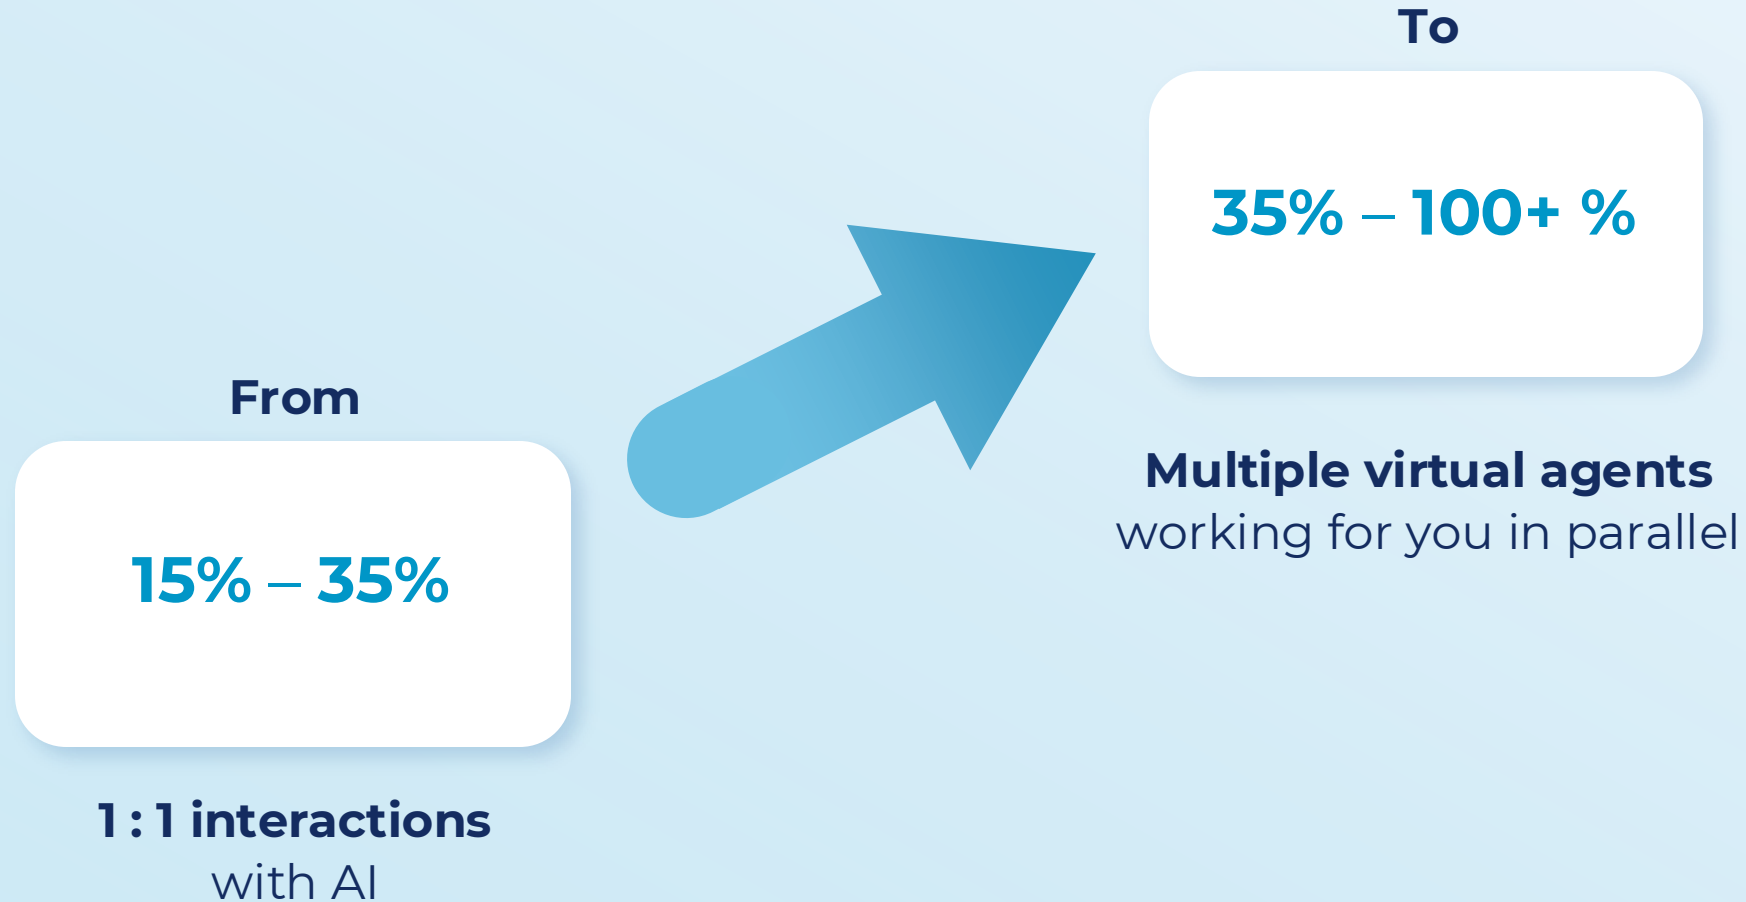 From
15% – 35%
1 : 1 interactions
with AI
To
35% – 100+ %
Multiple virtual agents
working for you in parallel